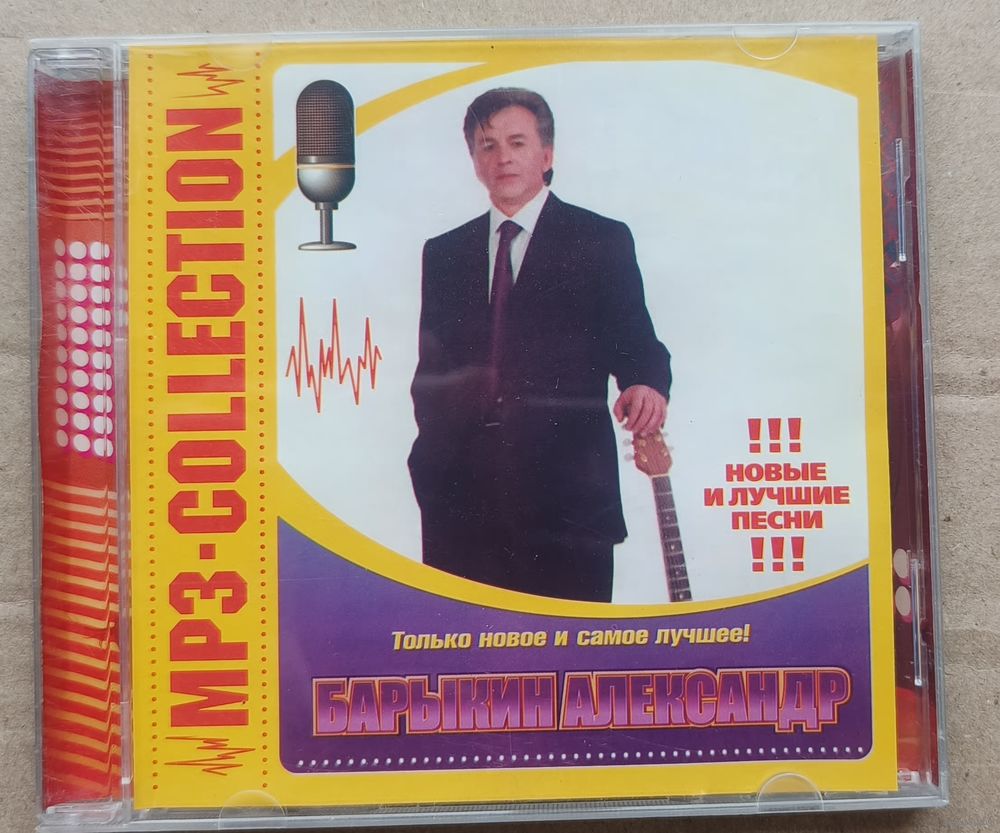 MP3-COLLECTION
!!!
НОВЫЕ
И ЛУЧШИЕ
ПЕСНИ
!!!
Только новое и самое лучшее!
БАРЫКИН АЛЕКСАНДР